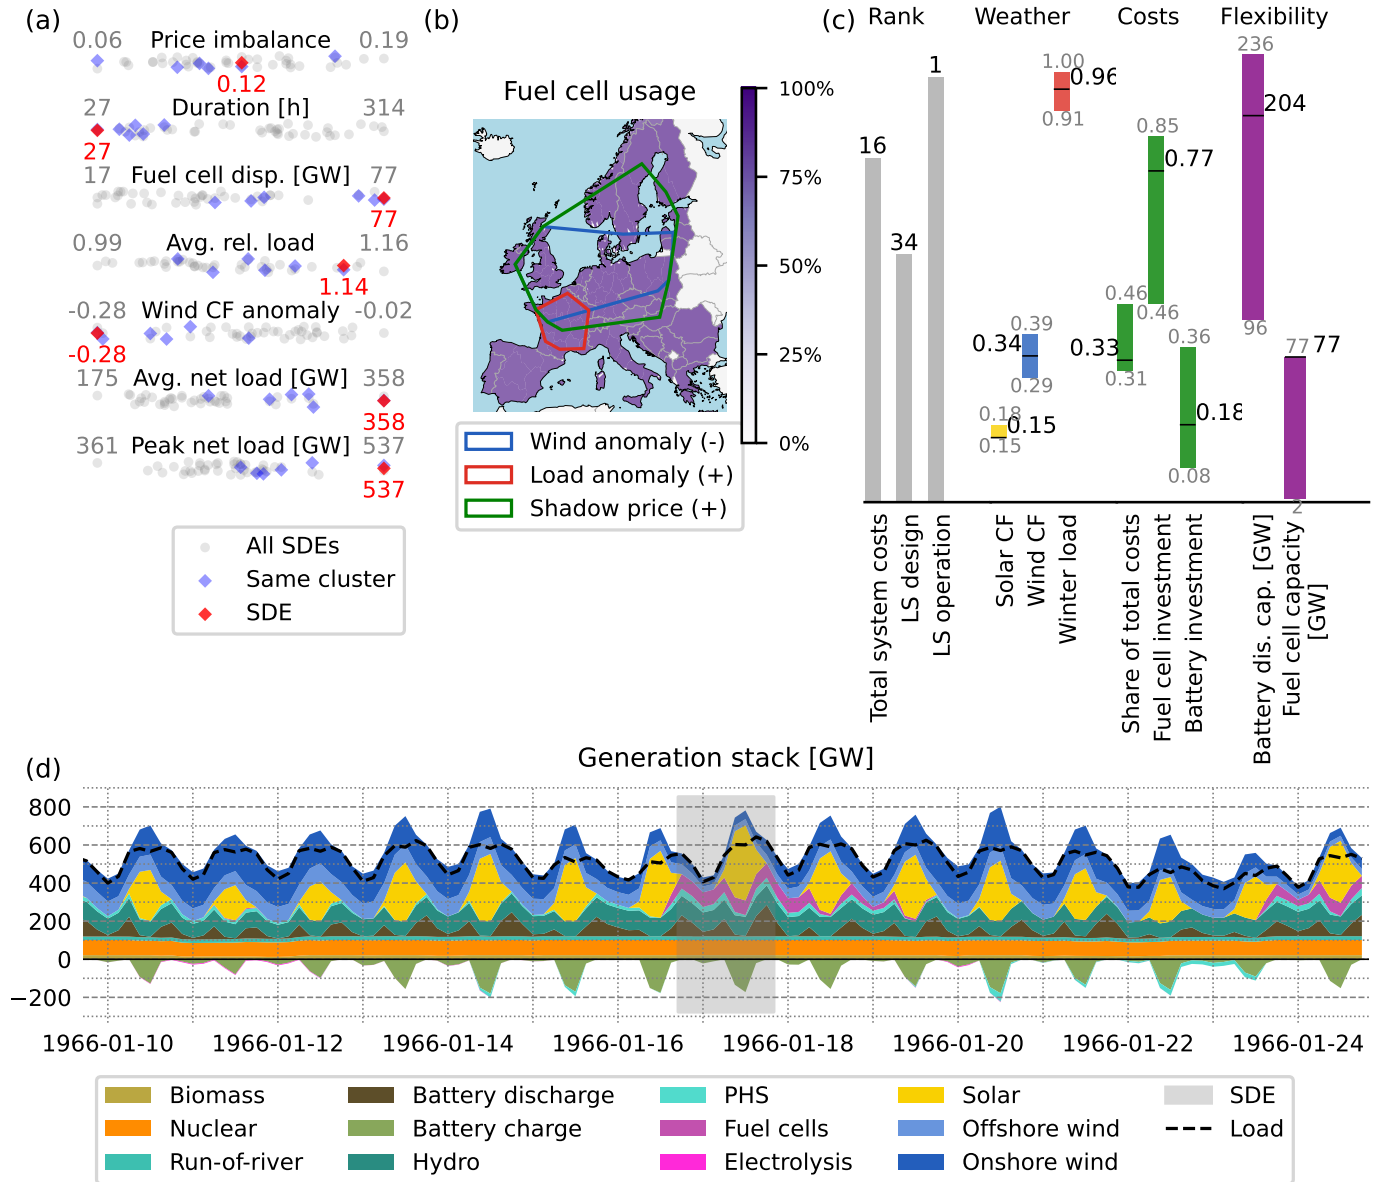 (a)
0.06 Price imbalance 0.19
0.12
27 Duration [h] 314
27
17 Fuel cell disp. [GW] 77
77
0.99 Avg. rel. load 1.16
1.14
-0.28 Wind CF anomaly -0.02
-0.28
175 Avg. net load [GW] 358
358
361 Peak net load [GW] 537
537
All SDEs
Same cluster
SDE
(b)
Fuel cell usage
100%
75%
50%
25%
0%
Wind anomaly (-)
Load anomaly (+)
Shadow price (+)
(c) Rank Weather Costs Flexibility
16
34
1
0.18
0.15
0.15
0.39
0.34
0.29
1.00
0.96
0.91
0.46
0.33
0.31
0.85
0.77
0.46
0.36
0.18
0.08
236
204
96
77
77
2
Total system costs
LS design
LS operation
Solar CF
Wind CF
Winter load
Share of total costs
Fuel cell investment
Battery investment
Battery dis. cap. [GW]
Fuel cell capacity
[GW]
(d)
Generation stack [GW]
800
600
400
200
0
−200
1966-01-10 1966-01-12 1966-01-14 1966-01-16 1966-01-18 1966-01-20 1966-01-22 1966-01-24
Biomass Battery discharge PHS Solar SDE
Nuclear Battery charge Fuel cells Offshore wind Load
Run-of-river Hydro Electrolysis Onshore wind